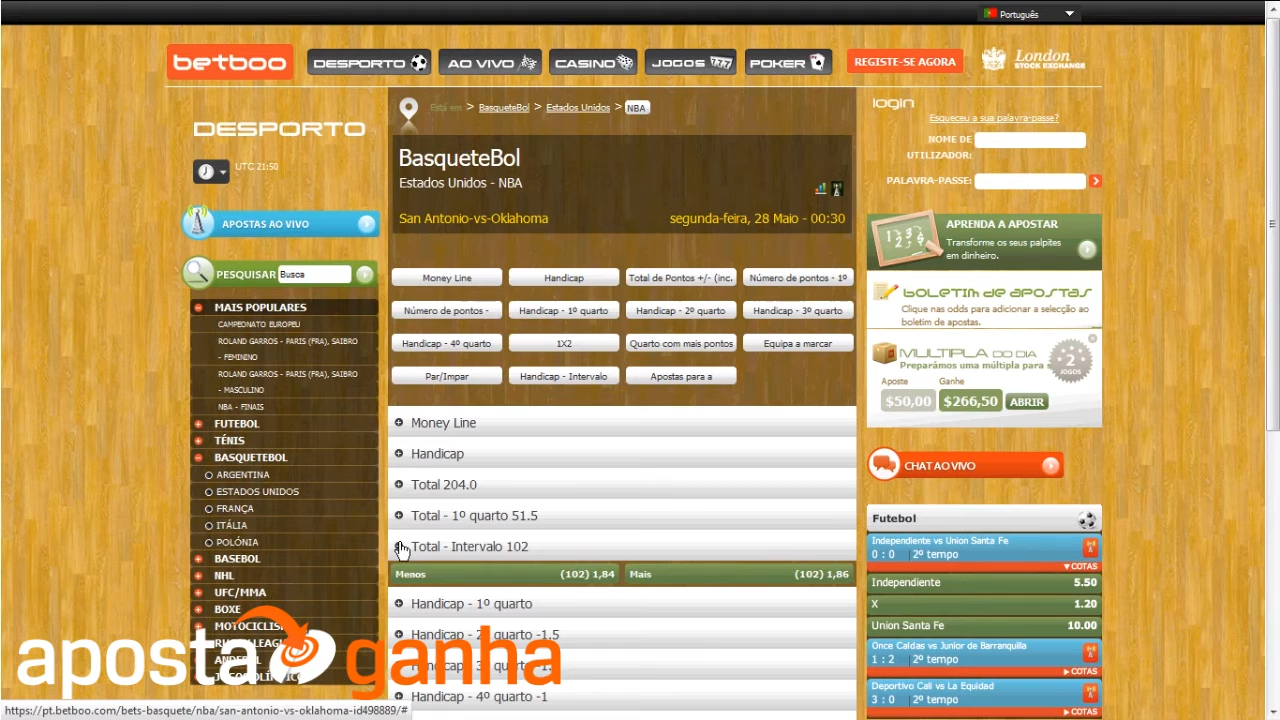 Português
betboo
DESPORTO
AO VIVO
CASINO
JOGOS
POKER
REGISTE-SE AGORA
London
STOCK EXCHANGE
Está em > BasqueteBol > Estados Unidos > NBA
DESPORTO
UTC 21:50
APOSTAS AO VIVO
PESQUISAR Busca
MAIS POPULARES
CAMPEONATO EUROPEU
ROLAND GARROS - PARIS (FRA), SAIBRO
- FEMININO
ROLAND GARROS - PARIS (FRA), SAIBRO
- MASCULINO
NBA - FINAIS
FUTEBOL
TÉNIS
BASQUETEBOL
ARGENTINA
ESTADOS UNIDOS
FRANÇA
ITÁLIA
POLÓNIA
BASEBOL
NHL
UFC/MMA
BOXE
BasqueteBol
Estados Unidos - NBA
San Antonio-vs-Oklahoma
segunda-feira, 28 Maio - 00:30
Money Line
Handicap
Total de Pontos +/- (inc.
Número de pontos - 1º
Número de pontos -
Handicap - 1º quarto
Handicap - 2º quarto
Handicap - 3º quarto
Handicap - 4º quarto
1X2
Quarto com mais pontos
Equipa a marcar
Par/Impar
Handicap - Intervalo
Apostas para a
Money Line
Handicap
Total 204.0
Total - 1º quarto 51.5
Total - Intervalo 102
Menos (102) 1,84
Mais (102) 1,86
Handicap - 1º quarto
Handicap - 2º quarto -1.5
Handicap - 4º quarto -1
login
Esqueceu a sua palavra-passe?
NOME DE
UTILIZADOR:
PALAVRA-PASSE:
APRENDA A APOSTAR
Transforme os seus palpites
em dinheiro.
boletim de apostas
Clique nas odds para adicionar a selecção ao
boletim de apostas.
MULTIPLA DO DIA
Preparámos uma múltipla para s
2
JOGOS
Aposte
Ganhe
$50,00
$266,50
ABRIR
CHAT AO VIVO
Futebol
Independiente vs Union Santa Fe
0 : 0 | 2º tempo
COTAS
Independiente 5.50
X 1.20
Union Santa Fe 10.00
Once Caldas vs Junior de Barranquilla
1 : 2 | 2º tempo
COTAS
Deportivo Cali vs La Equidad
3 : 0 | 2º tempo
COTAS
aposta ganha
https://pt.betboo.com/bets-basquete/nba/san-antonio-vs-oklahoma-id498889/#